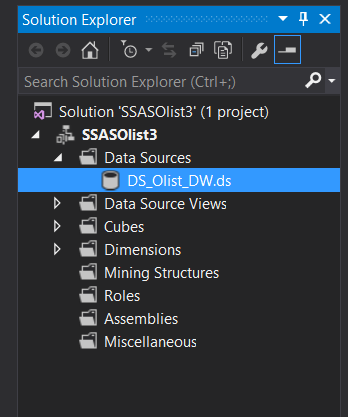 Solution Explorer
Search Solution Explorer (Ctrl+;)
Solution 'SSASOlist3' (1 project)
SSASOlist3
Data Sources
DS_Olist_DW.ds
Data Source Views
Cubes
Dimensions
Mining Structures
Roles
Assemblies
Miscellaneous